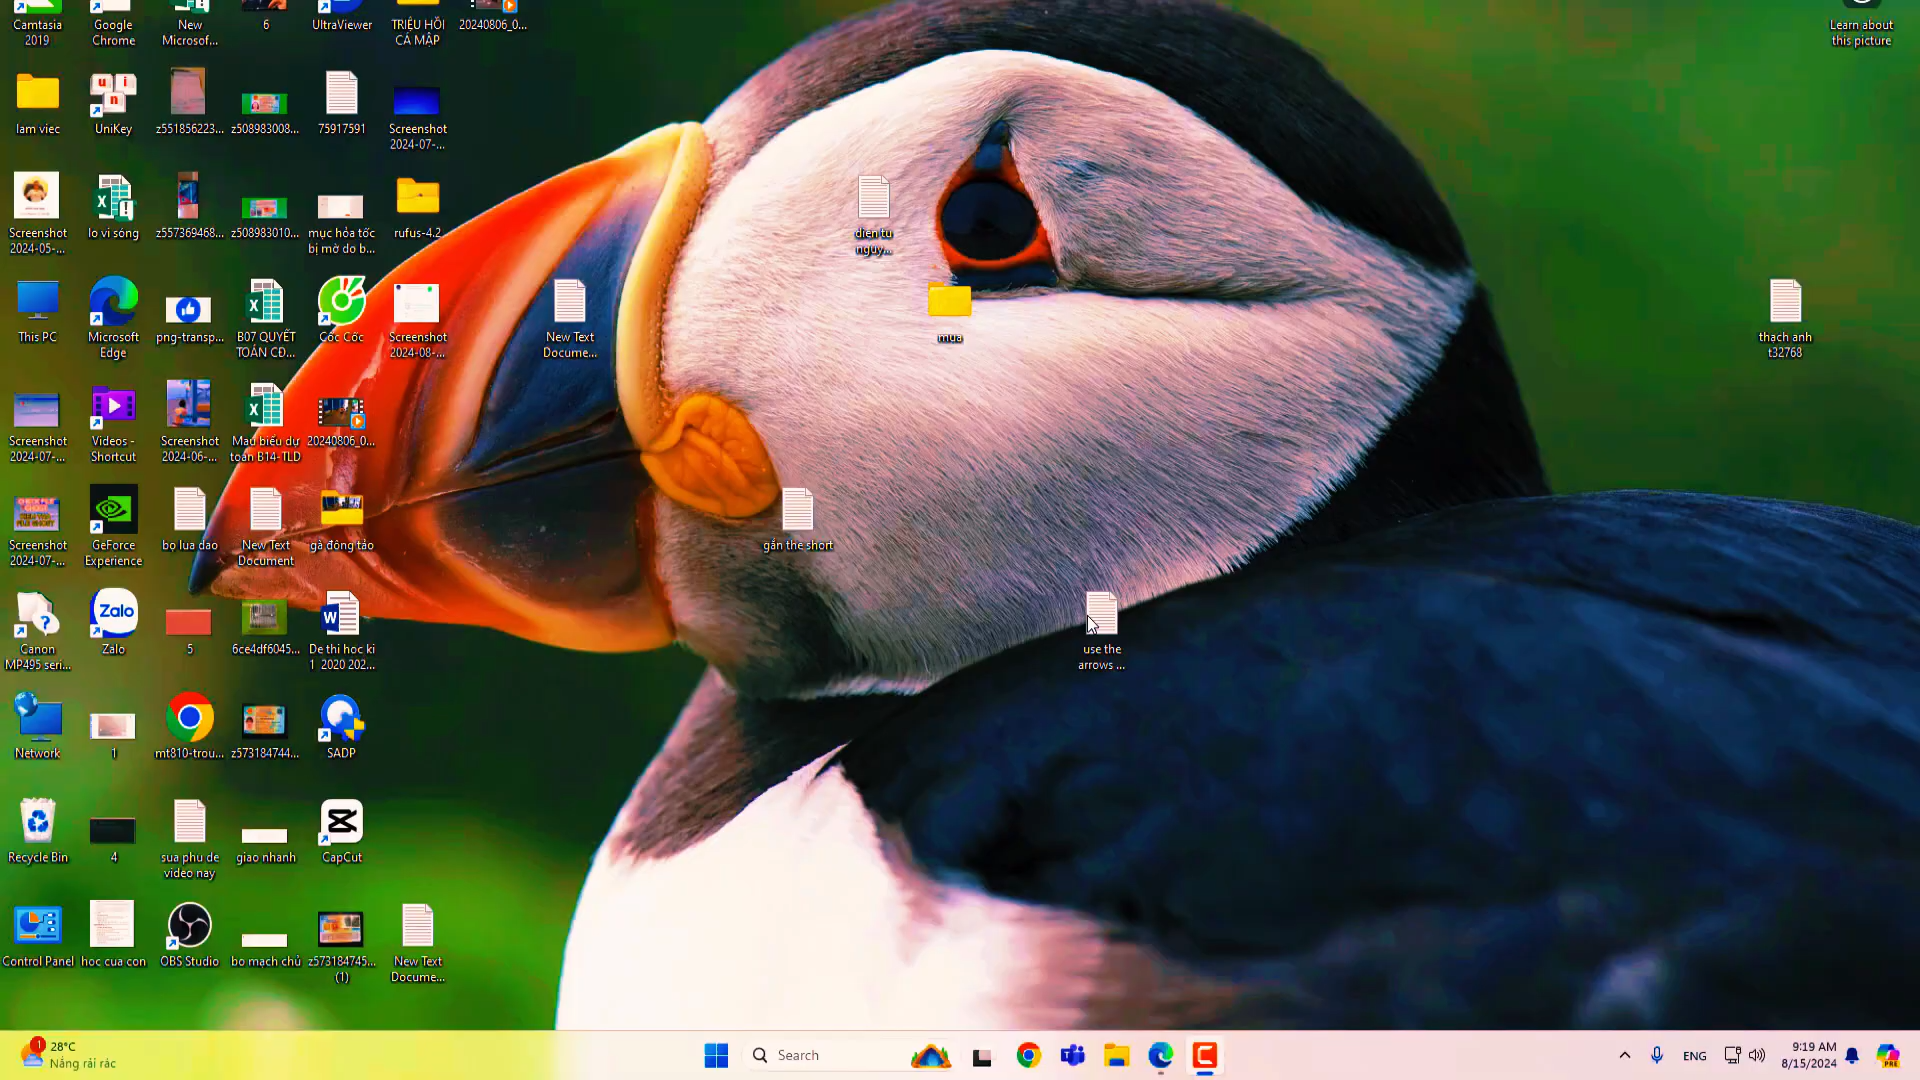 Camtasia
2019
Google
Chrome
New
Microsof...
6
UltraViewer
TRIỆU HỒI
CÁ MẬP
20240806_0...
Learn about
this picture
lam viec
UniKey
z551856223...
z508983008...
75917591
Screenshot
2024-07-...
Screenshot
2024-05-...
lo vi sóng
z557369468...
z508983010...
mục hỏa tốc
bị mờ do b...
rufus-4.2
dien tu
nguy...
This PC
Microsoft
Edge
png-transp...
B07 QUYẾT
TOÁN CĐ...
Cốc Cốc
Screenshot
2024-08-...
New Text
Docume...
mua
thach anh
t32768
Screenshot
2024-07-...
Videos -
Shortcut
Screenshot
2024-06-...
Mau biểu dự
toán B14-TLD
20240806_0...
Screenshot
2024-07-...
GeForce
Experience
bọ lua dao
New Text
Document
gà đông tảo
gắn the short
Canon
MP495 seri...
Zalo
Zalo
5
6ce4df6045...
De thi hoc ki
1 2020 202...
use the
arrows ...
Network
1
mt810-trou...
z573184744...
SADP
Recycle Bin
4
sua phu de
video nay
giao nhanh
CapCut
Control Panel
hoc cua con
OBS Studio
bo mạch chủ
z573184745...
(1)
New Text
Docume...
1
28°C
Nắng rải rác
Search
ENG
9:19 AM
8/15/2024
PRE